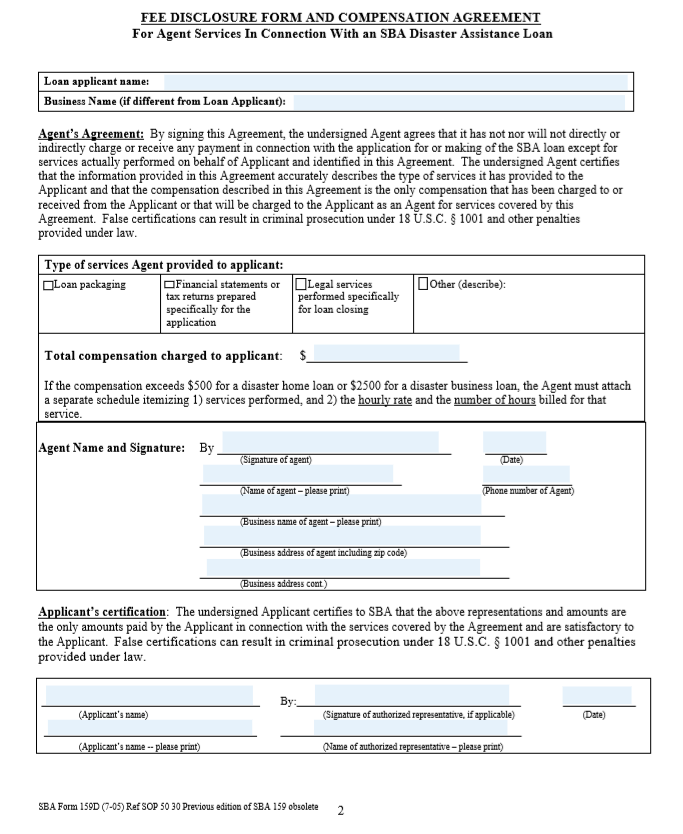 FEE DISCLOSURE FORM AND COMPENSATION AGREEMENT
For Agent Services In Connection With an SBA Disaster Assistance Loan
Loan applicant name:
Business Name (if different from Loan Applicant):
Agent's Agreement: By signing this Agreement, the undersigned Agent agrees that it has not nor will not directly or
indirectly charge or receive any payment in connection with the application for or making of the SBA loan except for
services actually performed on behalf of Applicant and identified in this Agreement. The undersigned Agent certifies
that the information provided in this Agreement accurately describes the type of services it has provided to the
Applicant and that the compensation described in this Agreement is the only compensation that has been charged to or
received from the Applicant or that will be charged to the Applicant as an Agent for services covered by this
Agreement. False certifications can result in criminal prosecution under 18 U.S.C. § 1001 and other penalties
provided under law.
Type of services Agent provided to applicant:
Loan packaging
Financial statements or
tax returns prepared
specifically for the
application
Legal services
performed specifically
for loan closing
Other (describe):
Total compensation charged to applicant: $
If the compensation exceeds $500 for a disaster home loan or $2500 for a disaster business loan, the Agent must attach
a separate schedule itemizing 1) services performed, and 2) the hourly rate and the number of hours billed for that
service.
Agent Name and Signature: By
(Signature of agent) (Date)
(Name of agent – please print) (Phone number of Agent)
(Business name of agent – please print)
(Business address of agent including zip code)
(Business address cont.)
Applicant's certification: The undersigned Applicant certifies to SBA that the above representations and amounts are
the only amounts paid by the Applicant in connection with the services covered by the Agreement and are satisfactory to
the Applicant. False certifications can result in criminal prosecution under 18 U.S.C. § 1001 and other penalties
provided under law.
By:
(Applicant's name) (Signature of authorized representative, if applicable) (Date)
(Applicant's name -- please print) (Name of authorized representative – please print)
SBA Form 159D (7-05) Ref SOP 50 30 Previous edition of SBA 159 obsolete 2